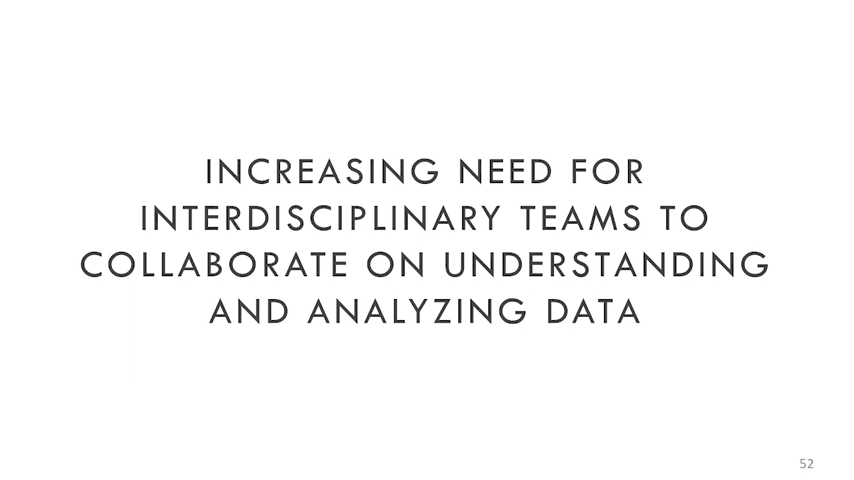 INCREASING NEED FOR
INTERDISCIPLINARY TEAMS TO
COLLABORATE ON UNDERSTANDING
AND ANALYZING DATA
52